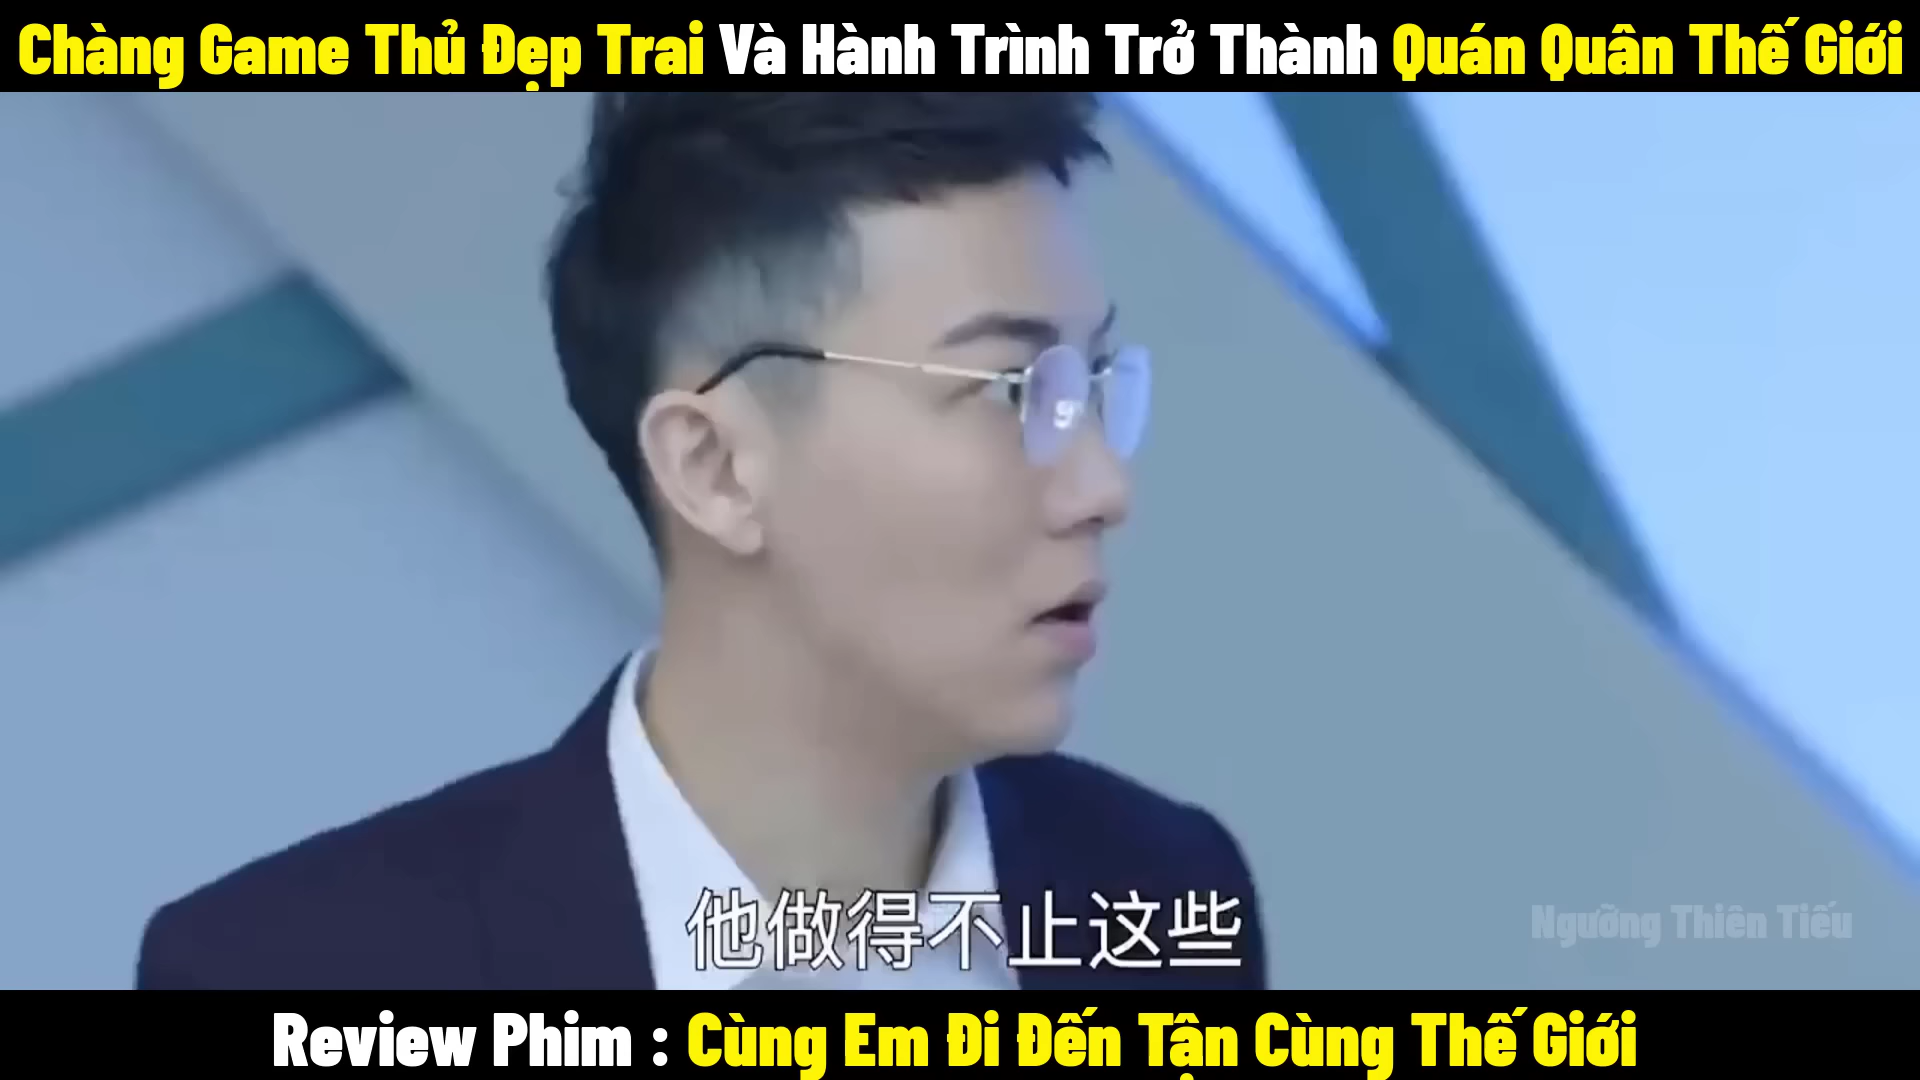 Chàng Game Thủ Đẹp Trai Và Hành Trình Trở Thành Quán Quân Thế Giới
他做得不止这些
Ngưỡng Thiên Tiếu
Review Phim : Cùng Em Đi Đến Tận Cùng Thế Giới